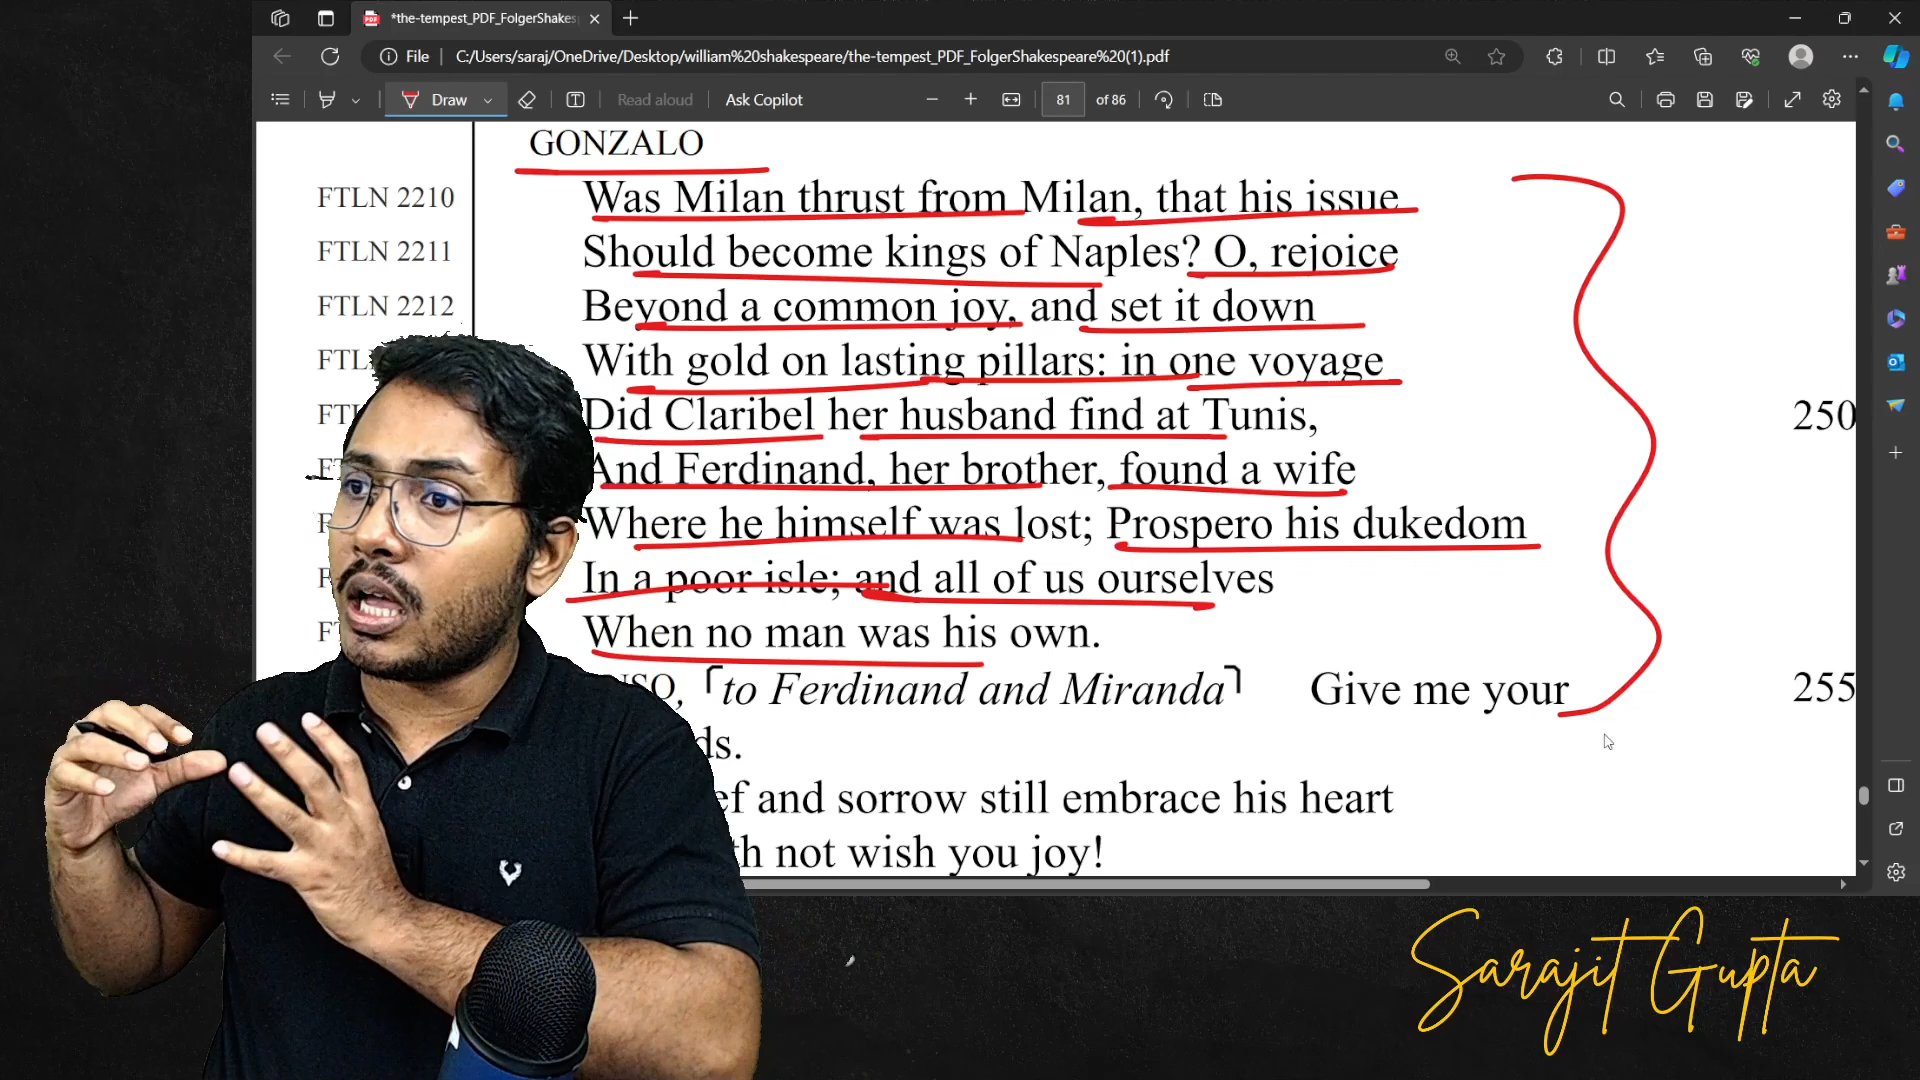 *the-tempest_PDF_FolgerShakes
File C:/Users/saraj/OneDrive/Desktop/william%20shakespeare/the-tempest_PDF_FolgerShakespeare%20(1).pdf
Draw Read aloud Ask Copilot 81 of 86
GONZALO
FTLN 2210 Was Milan thrust from Milan, that his issue
FTLN 2211 Should become kings of Naples? O, rejoice
FTLN 2212 Beyond a common joy, and set it down
With gold on lasting pillars: in one voyage
Did Claribel her husband find at Tunis, 250
And Ferdinand, her brother, found a wife
Where he himself was lost; Prospero his dukedom
In a poor isle; and all of us ourselves
When no man was his own.
⌜to Ferdinand and Miranda⌝ Give me your 255
and sorrow still embrace his heart
not wish you joy!
Sarajit Gupta